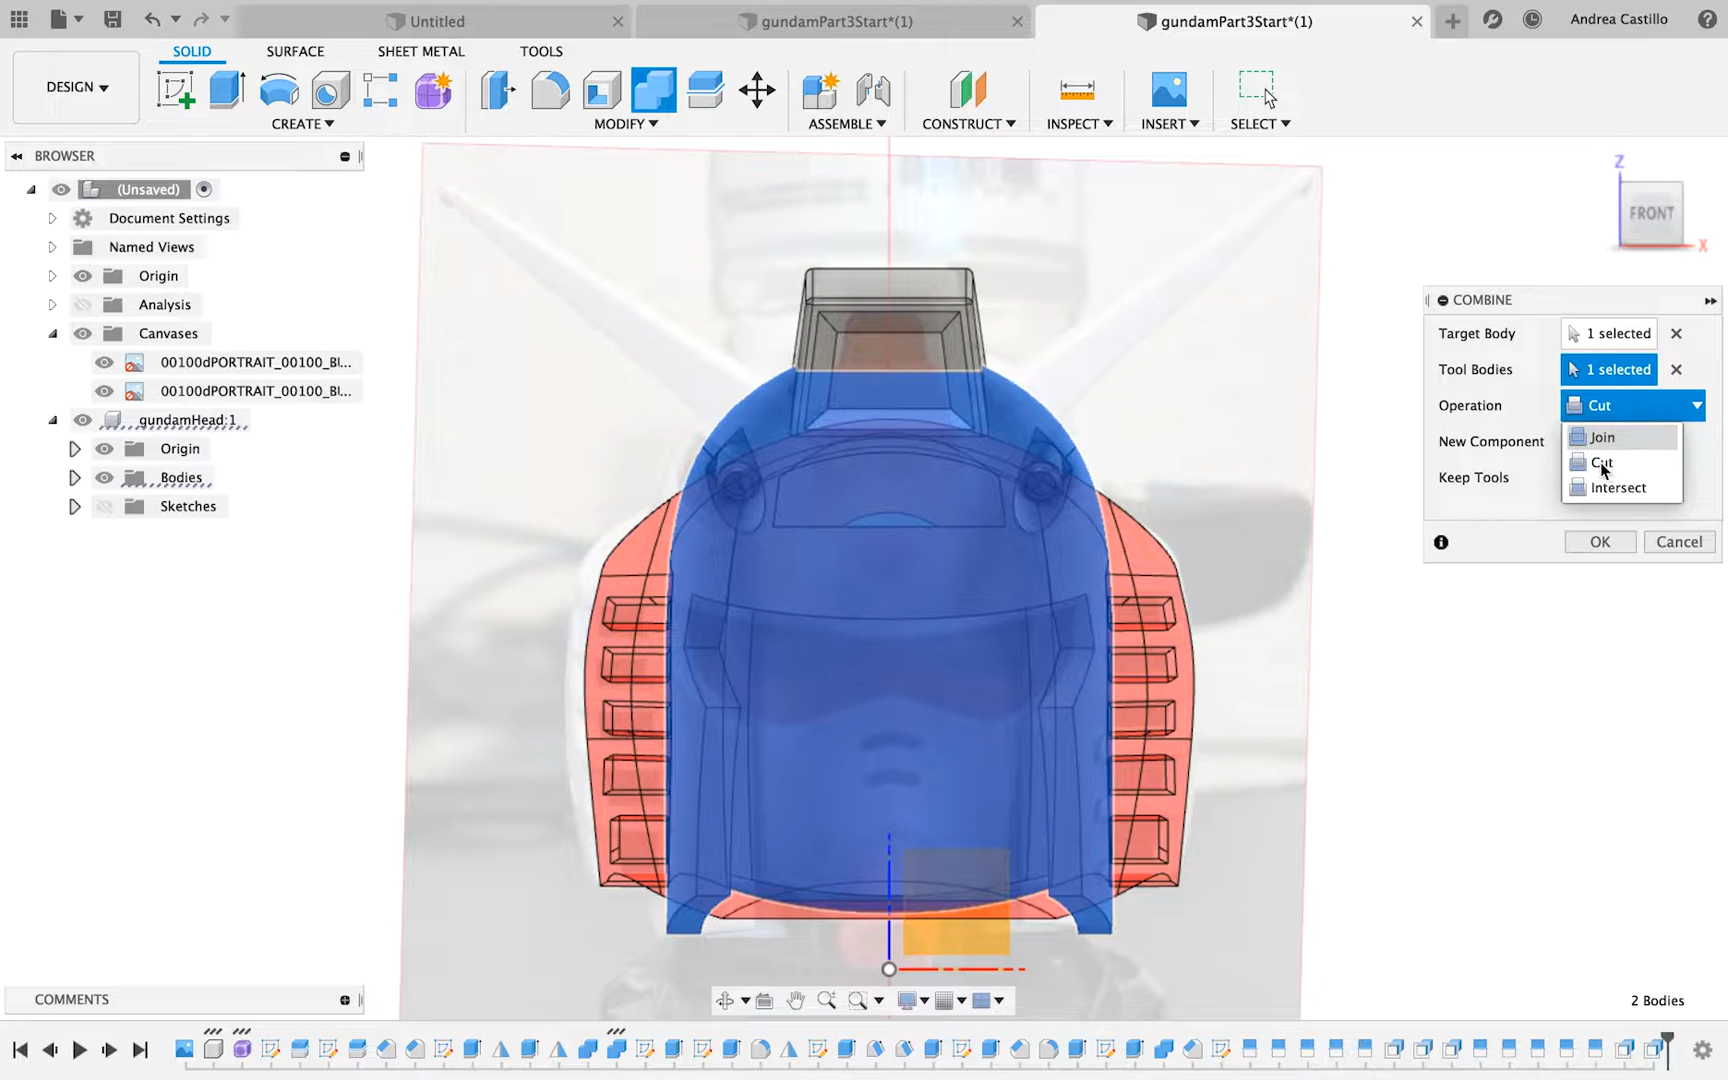 Untitled
gundamPart3Start*(1)
gundamPart3Start*(1)
Andrea Castillo
DESIGN
SOLID
SURFACE
SHEET METAL
TOOLS
CREATE
MODIFY
ASSEMBLE
CONSTRUCT
INSPECT
INSERT
SELECT
BROWSER
(Unsaved)
Document Settings
Named Views
Origin
Analysis
Canvases
00100dPORTRAIT_00100_Bl...
00100dPORTRAIT_00100_Bl...
gundamHead:1
Origin
Bodies
Sketches
Z
FRONT
X
COMBINE
Target Body 1 selected
Tool Bodies 1 selected
Operation Cut
New Component Join
Cut
Keep Tools Intersect
OK Cancel
COMMENTS
2 Bodies